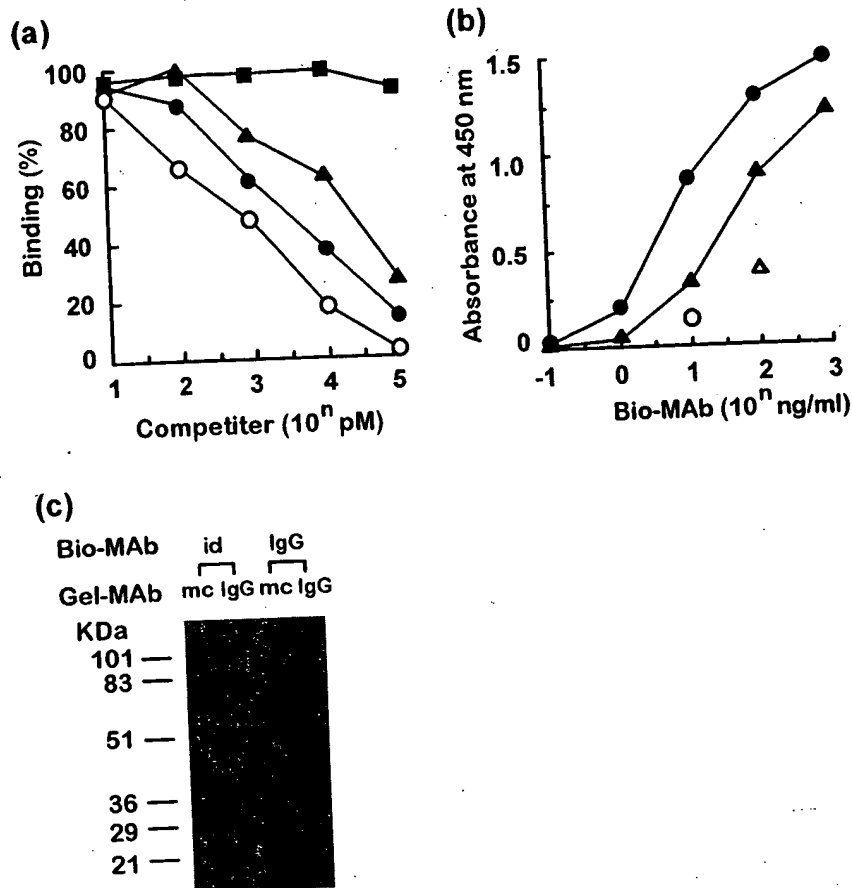 (a)
100
80
60
40
20
0
Binding (%)
1 2 3 4 5
Competiter (10^n pM)
(b)
1.5
1.0
0.5
0
Absorbance at 450 nm
-1 0 1 2 3
Bio-MAb (10^n ng/ml)
(c)
Bio-MAb id IgG
Gel-MAb mc IgG mc IgG
KDa
101
83
51
36
29
21